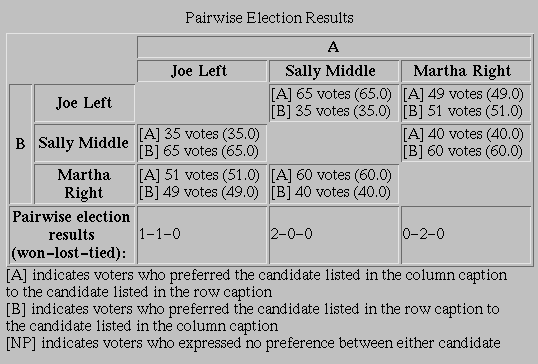 Pairwise Election Results
A
Joe Left Sally Middle Martha Right
B
Joe Left [A] 65 votes (65.0) [A] 49 votes (49.0)
[B] 35 votes (35.0) [B] 51 votes (51.0)
Sally Middle [A] 35 votes (35.0) [A] 40 votes (40.0)
[B] 65 votes (65.0) [B] 60 votes (60.0)
Martha [A] 51 votes (51.0) [A] 60 votes (60.0)
Right [B] 49 votes (49.0) [B] 40 votes (40.0)
Pairwise election
results 1-1-0 2-0-0 0-2-0
(won-lost-tied):
[A] indicates voters who preferred the candidate listed in the column caption
to the candidate listed in the row caption
[B] indicates voters who preferred the candidate listed in the row caption to
the candidate listed in the column caption
[NP] indicates voters who expressed no preference between either candidate